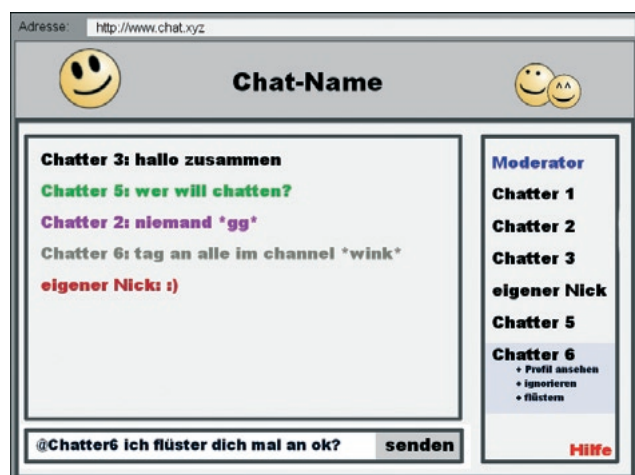 Adresse: http://www.chat.xyz
Chat-Name
Chatter 3: hallo zusammen
Chatter 5: wer will chatten?
Chatter 2: niemand *gg*
Chatter 6: tag an alle im channel *wink*
eigener Nick: :)
@Chatter6 ich flüster dich mal an ok? senden
Moderator
Chatter 1
Chatter 2
Chatter 3
eigener Nick
Chatter 5
Chatter 6
+ Profil ansehen
+ ignorieren
+ flüstern
Hilfe